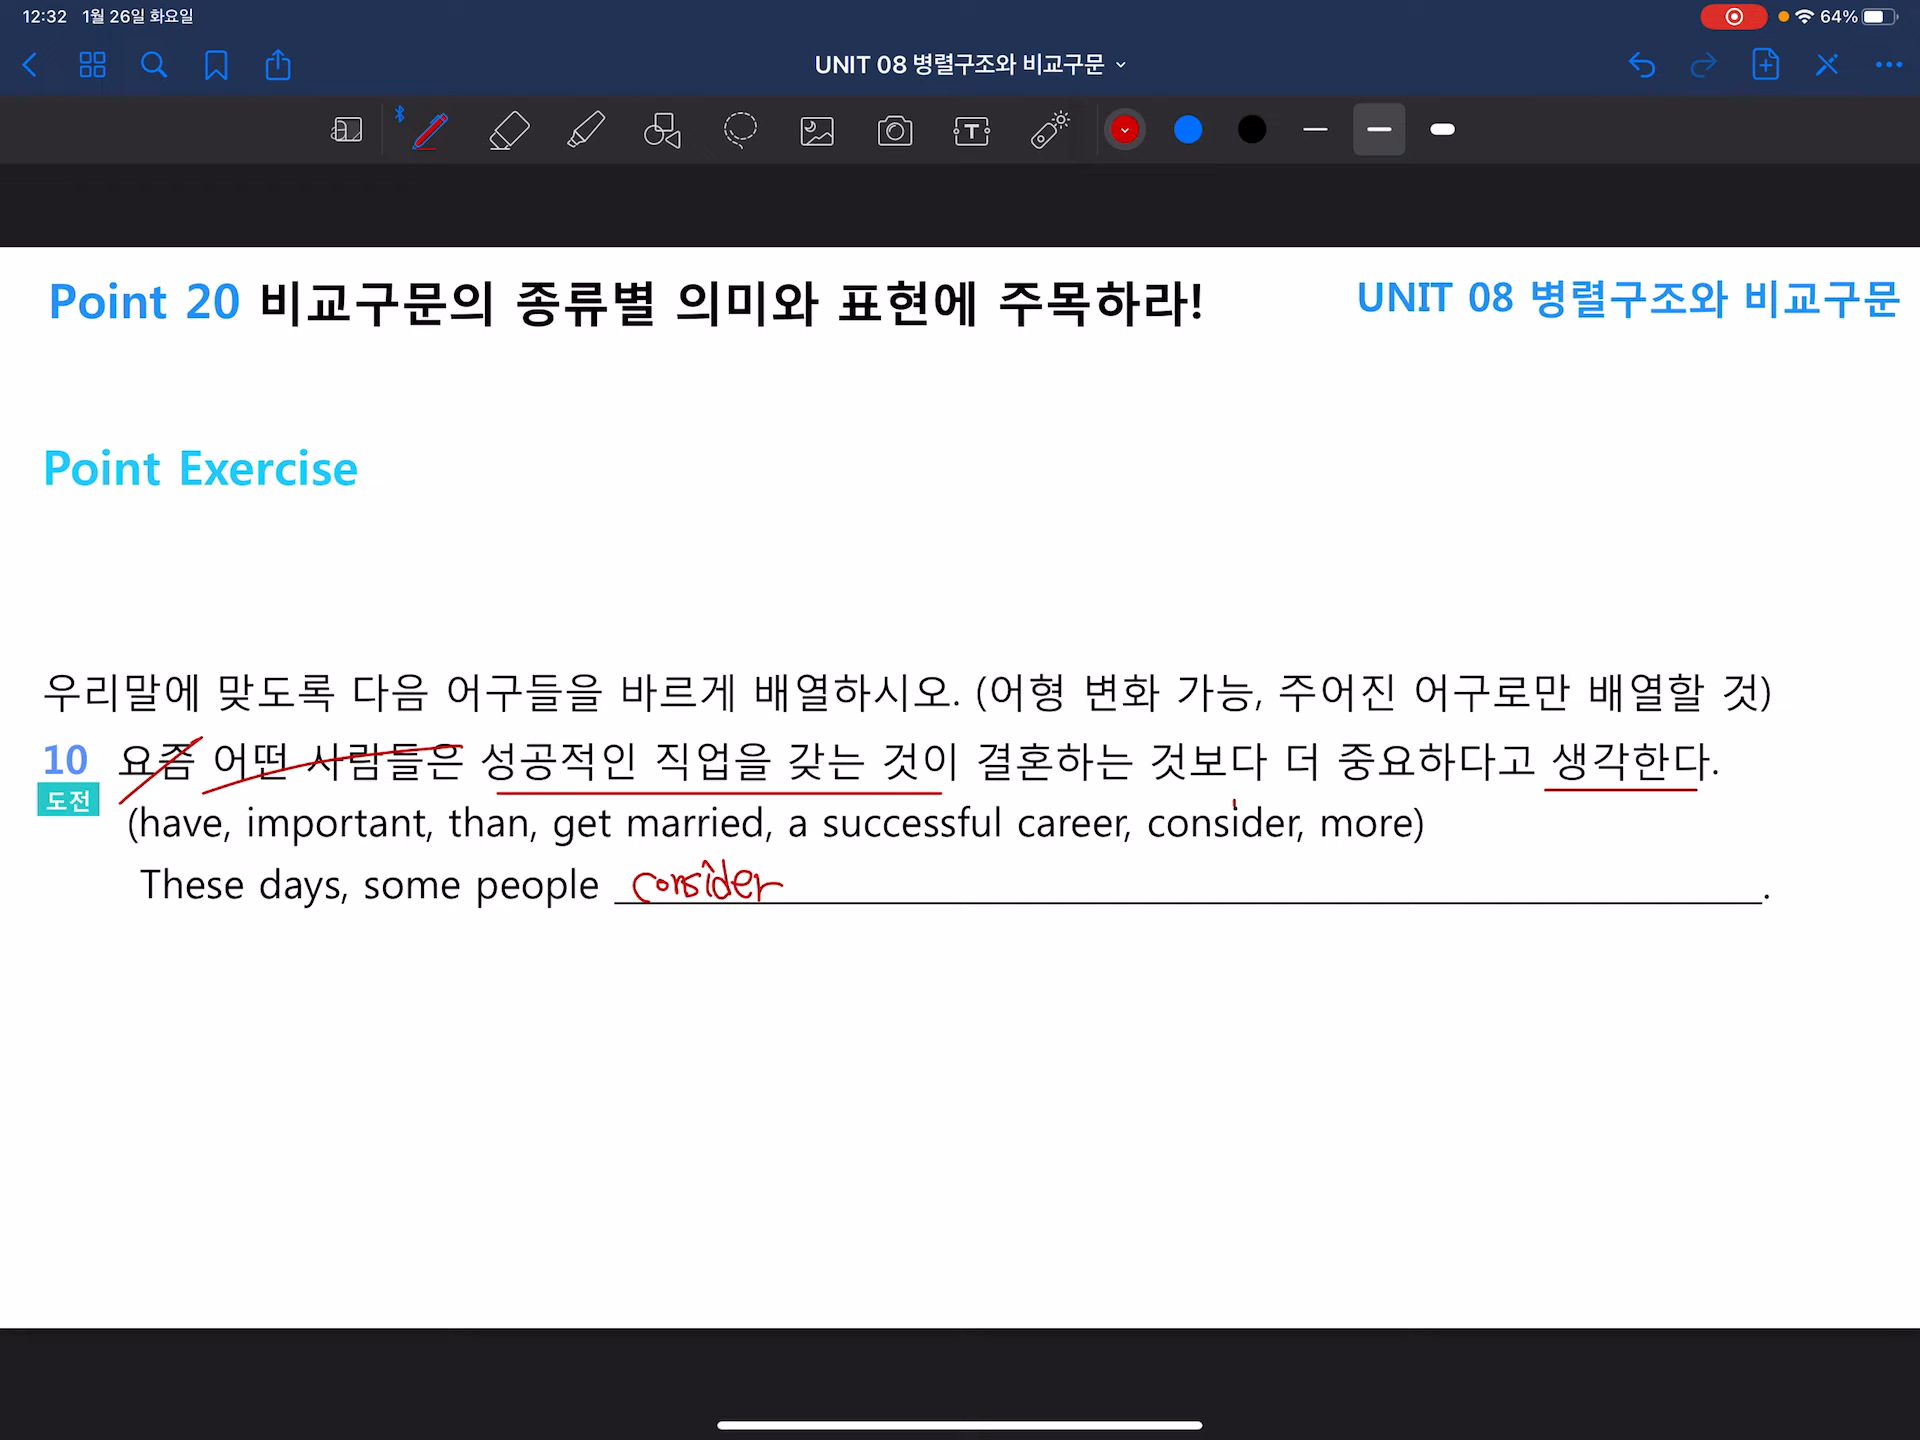 12:32 1월 26일 화요일
64%
UNIT 08 병렬구조와 비교구문
Point 20 비교구문의 종류별 의미와 표현에 주목하라!
UNIT 08 병렬구조와 비교구문
Point Exercise
우리말에 맞도록 다음 어구들을 바르게 배열하시오. (어형 변화 가능, 주어진 어구로만 배열할 것)
10 요즘 어떤 사람들은 성공적인 직업을 갖는 것이 결혼하는 것보다 더 중요하다고 생각한다.
도전
(have, important, than, get married, a successful career, consider, more)
These days, some people consider .